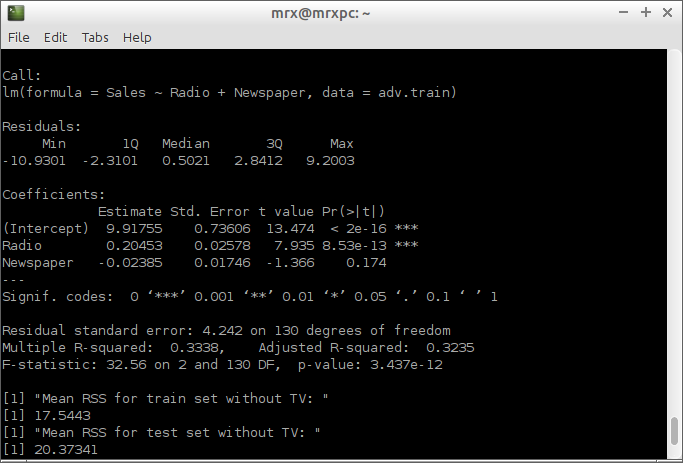 mrx@mrxpc: ~
File Edit Tabs Help
Call:
lm(formula = Sales ~ Radio + Newspaper, data = adv.train)
Residuals:
     Min       1Q   Median       3Q      Max
-10.9301  -2.3101   0.5021   2.8412   9.2003
Coefficients:
            Estimate Std. Error t value Pr(>|t|)
(Intercept)  9.91755    0.73606  13.474  < 2e-16 ***
Radio        0.20453    0.02578   7.935 8.53e-13 ***
Newspaper   -0.02385    0.01746  -1.366    0.174
---
Signif. codes:  0 ‘***’ 0.001 ‘**’ 0.01 ‘*’ 0.05 ‘.’ 0.1 ‘ ’ 1
Residual standard error: 4.242 on 130 degrees of freedom
Multiple R-squared:  0.3338,	Adjusted R-squared:  0.3235
F-statistic: 32.56 on 2 and 130 DF,  p-value: 3.437e-12
[1] "Mean RSS for train set without TV: "
[1] 17.5443
[1] "Mean RSS for test set without TV: "
[1] 20.37341